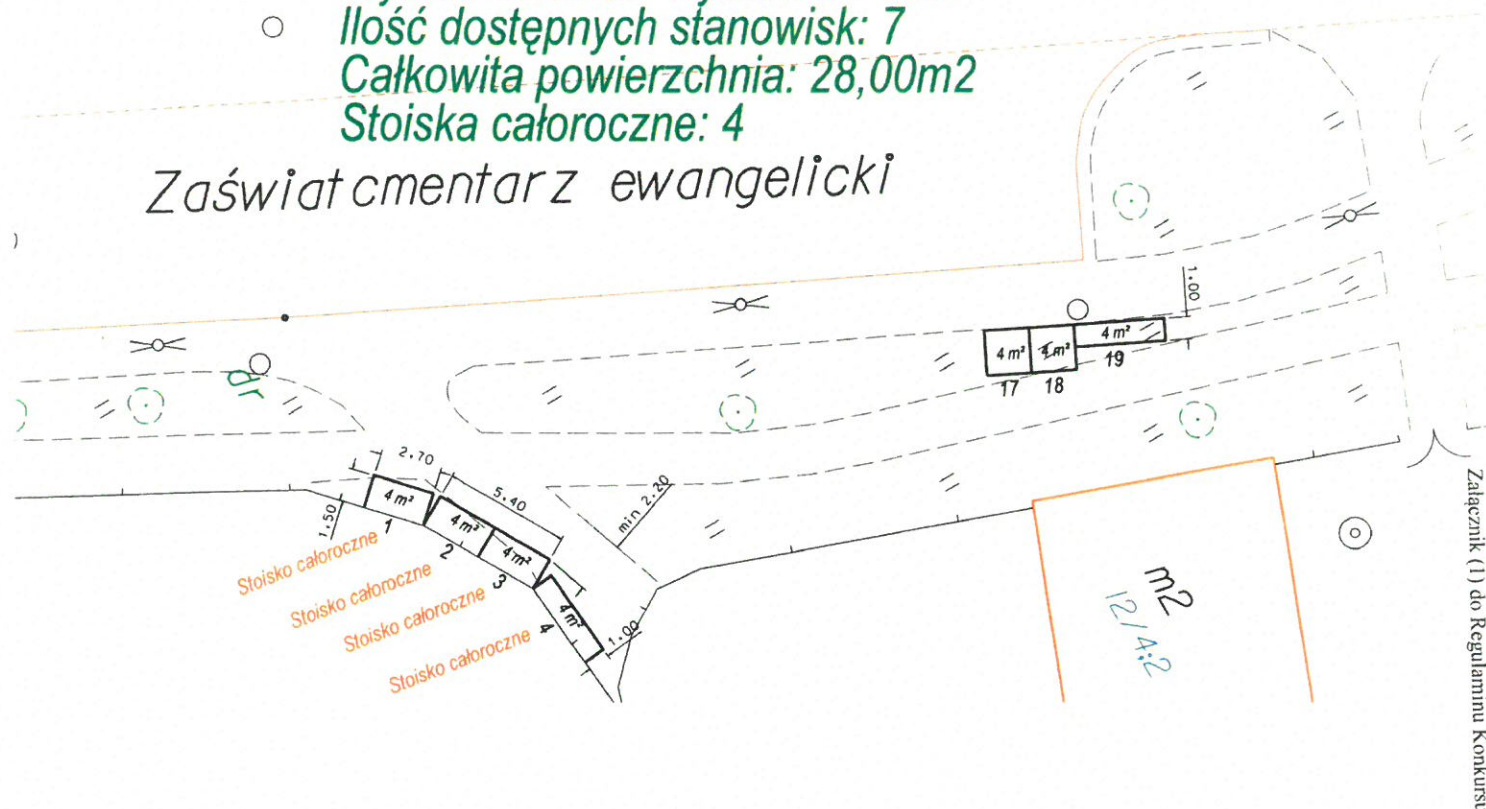 Ilość dostępnych stanowisk: 7
Całkowita powierzchnia: 28,00m2
Stoiska całoroczne: 4
Zaświat cmentarz ewangelicki
1.00
4 m²
4 m²
4 m²
17
18
19
dr
2.70
5.40
min 2.20
1.50
4 m²
4 m²
4 m²
4 m²
1
2
3
4
1.00
Stoisko całoroczne
Stoisko całoroczne
Stoisko całoroczne
Stoisko całoroczne
m2
12/4:2
Załącznik (1) do Regulaminu Konkursu